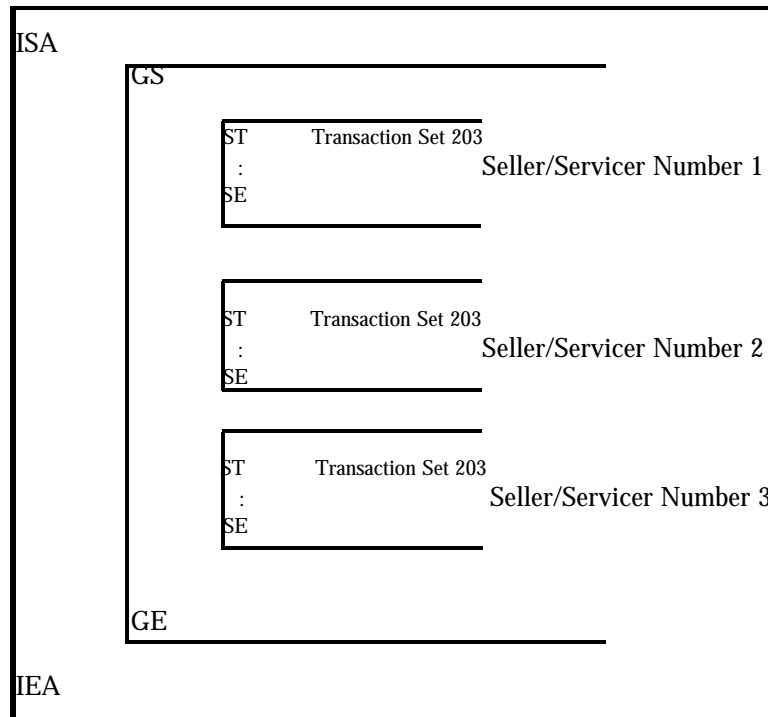 ISA
GS
ST Transaction Set 203
: Seller/Servicer Number 1
SE
ST Transaction Set 203
: Seller/Servicer Number 2
SE
ST Transaction Set 203
: Seller/Servicer Number 3
SE
GE
IEA